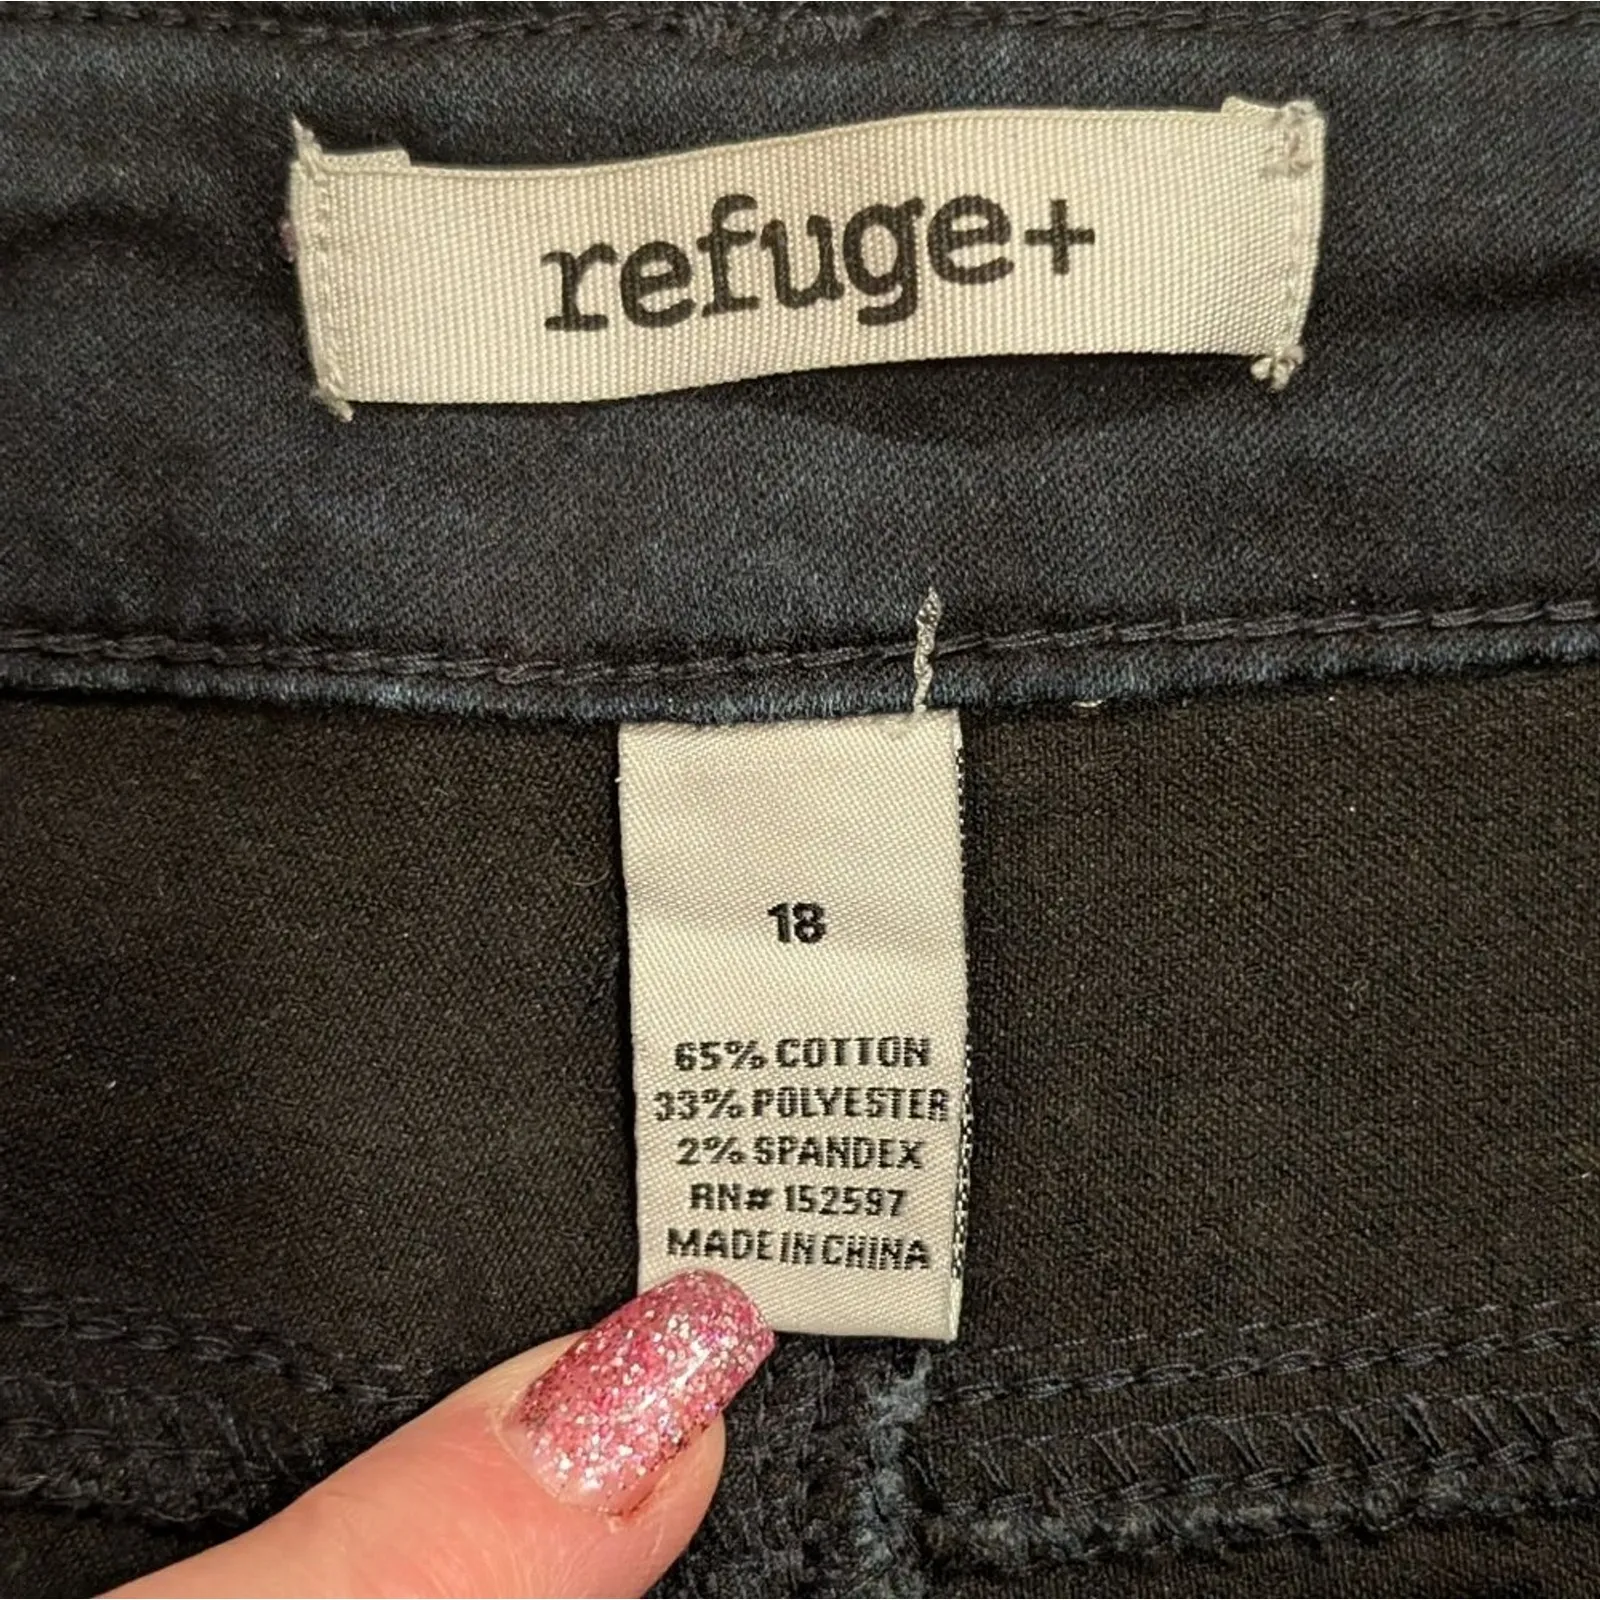 refuge+
18
65% COTTON
33% POLYESTER
2% SPANDEX
RN# 152597
MADE IN CHINA